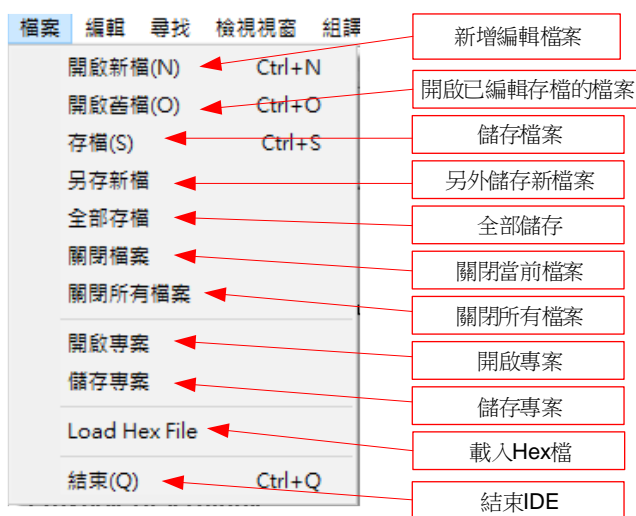 檔案 編輯 尋找 檢視視窗 組譯
開啟新檔(N) Ctrl+N
開啟舊檔(O) Ctrl+O
存檔(S) Ctrl+S
另存新檔
全部存檔
關閉檔案
關閉所有檔案
開啟專案
儲存專案
Load Hex File
結束(Q) Ctrl+Q
新增編輯檔案
開啟已編輯存檔的檔案
儲存檔案
另外儲存新檔案
全部儲存
關閉當前檔案
關閉所有檔案
開啟專案
儲存專案
載入Hex檔
結束IDE